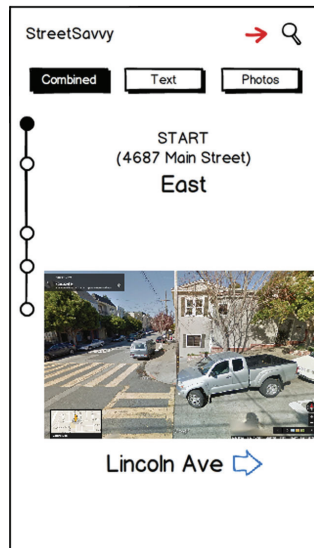 StreetSavvy
Combined
Text
Photos
START
(4687 Main Street)
East
Lincoln Ave